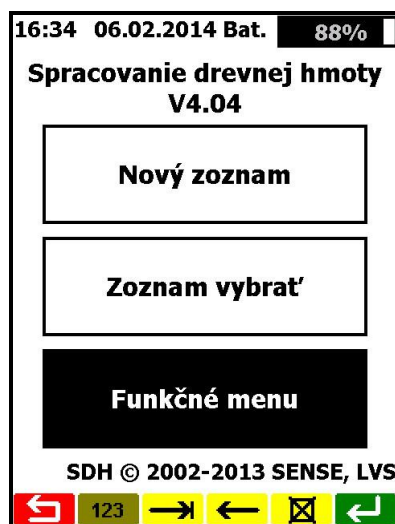 16:34 06.02.2014 Bat. 88%
Spracovanie drevnej hmoty
V4.04
Nový zoznam
Zoznam vybrať
Funkčné menu
SDH © 2002-2013 SENSE, LVS
123